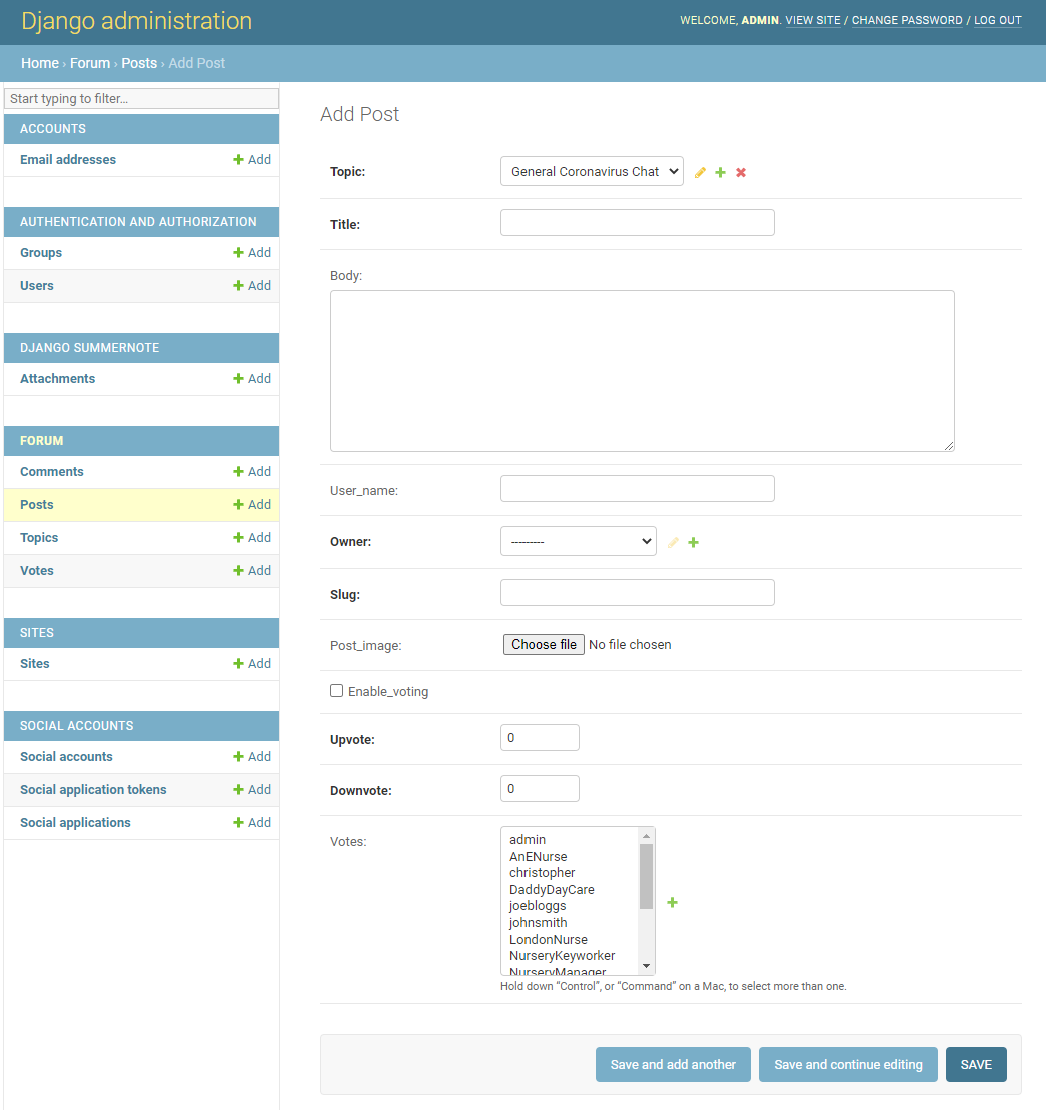 Django administration
WELCOME, ADMIN. VIEW SITE / CHANGE PASSWORD / LOG OUT
Home › Forum › Posts › Add Post
Start typing to filter...
ACCOUNTS
Email addresses Add
AUTHENTICATION AND AUTHORIZATION
Groups Add
Users Add
DJANGO SUMMERNOTE
Attachments Add
FORUM
Comments Add
Posts Add
Topics Add
Votes Add
SITES
Sites Add
SOCIAL ACCOUNTS
Social accounts Add
Social application tokens Add
Social applications Add
Add Post
Topic: General Coronavirus Chat
Title:
Body:
User_name:
Owner: ---------
Slug:
Post_image: Choose file No file chosen
Enable_voting
Upvote: 0
Downvote: 0
Votes:
admin
AnENurse
christopher
DaddyDayCare
joebloggs
johnsmith
LondonNurse
NurseryKeyworker
NurseryManager
Hold down “Control”, or “Command” on a Mac, to select more than one.
Save and add another
Save and continue editing
SAVE